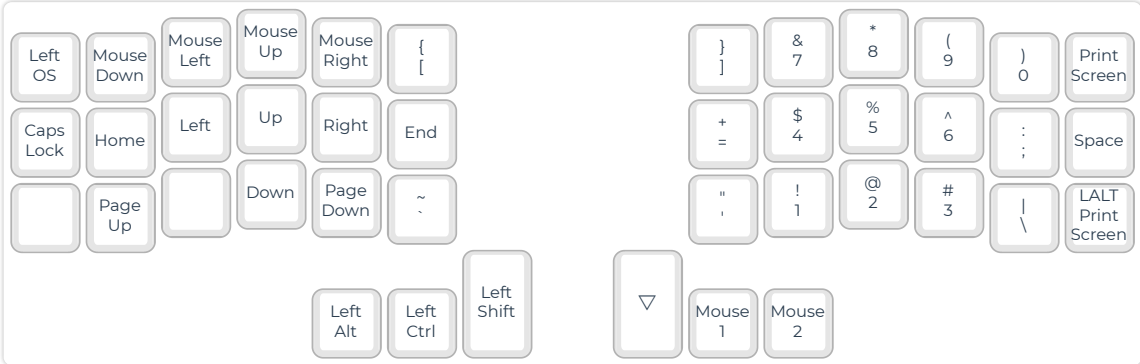 Left
OS
Mouse
Down
Mouse
Left
Mouse
Up
Mouse
Right
{
[
}
]
&
7
*
8
(
9
)
0
Print
Screen
Caps
Lock
Home
Left
Up
Right
End
+
=
$
4
%
5
^
6
:
;
Space
Page
Up
Down
Page
Down
~
`
"
'
!
1
@
2
#
3
|
\
LALT
Print
Screen
Left
Alt
Left
Ctrl
Left
Shift
▽
Mouse
1
Mouse
2